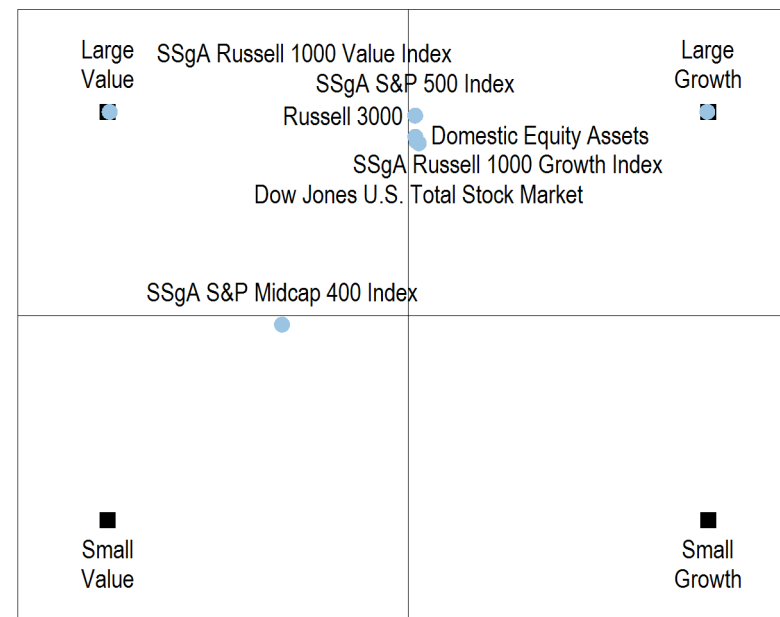 Large
Value
SSgA Russell 1000 Value Index
Large
Growth
SSgA S&P 500 Index
Russell 3000
Domestic Equity Assets
SSgA Russell 1000 Growth Index
Dow Jones U.S. Total Stock Market
SSgA S&P Midcap 400 Index
Small
Value
Small
Growth